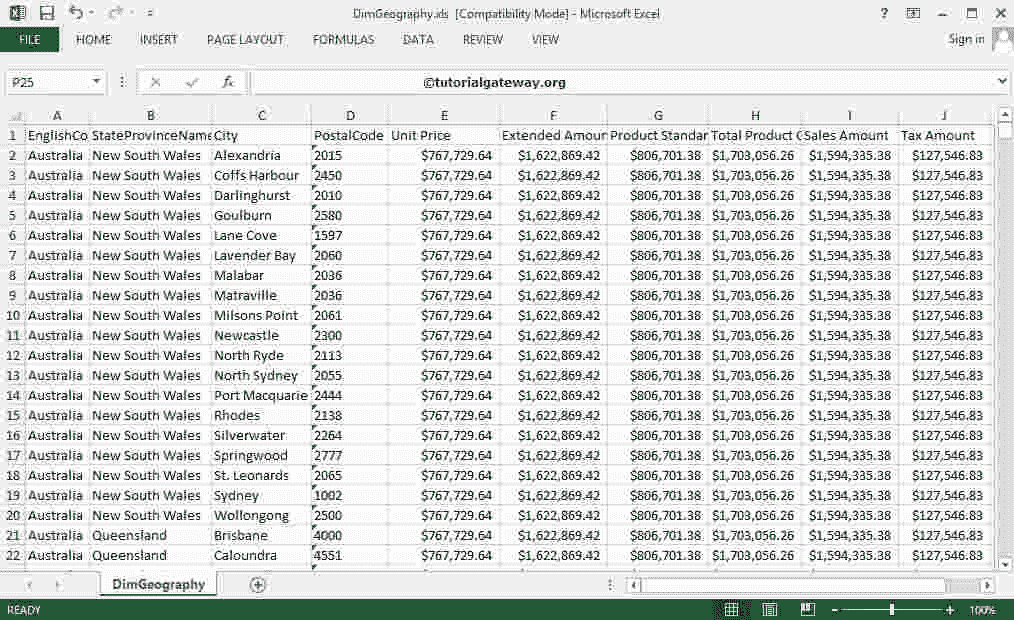 DimGeography.xls [Compatibility Mode] - Microsoft Excel
FILE HOME INSERT PAGE LAYOUT FORMULAS DATA REVIEW VIEW Sign in
P25 fx ©tutorialgateway.org
A B C D E F G H I J
1 EnglishCo StateProvinceName City PostalCode Unit Price Extended Amour Product Standar Total Product C Sales Amount Tax Amount
2 Australia New South Wales Alexandria 2015 $767,729.64 $1,622,869.42 $806,701.38 $1,703,056.26 $1,594,335.38 $127,546.83
3 Australia New South Wales Coffs Harbour 2450 $767,729.64 $1,622,869.42 $806,701.38 $1,703,056.26 $1,594,335.38 $127,546.83
4 Australia New South Wales Darlinghurst 2010 $767,729.64 $1,622,869.42 $806,701.38 $1,703,056.26 $1,594,335.38 $127,546.83
5 Australia New South Wales Goulburn 2580 $767,729.64 $1,622,869.42 $806,701.38 $1,703,056.26 $1,594,335.38 $127,546.83
6 Australia New South Wales Lane Cove 1597 $767,729.64 $1,622,869.42 $806,701.38 $1,703,056.26 $1,594,335.38 $127,546.83
7 Australia New South Wales Lavender Bay 2060 $767,729.64 $1,622,869.42 $806,701.38 $1,703,056.26 $1,594,335.38 $127,546.83
8 Australia New South Wales Malabar 2036 $767,729.64 $1,622,869.42 $806,701.38 $1,703,056.26 $1,594,335.38 $127,546.83
9 Australia New South Wales Matraville 2036 $767,729.64 $1,622,869.42 $806,701.38 $1,703,056.26 $1,594,335.38 $127,546.83
10 Australia New South Wales Milsons Point 2061 $767,729.64 $1,622,869.42 $806,701.38 $1,703,056.26 $1,594,335.38 $127,546.83
11 Australia New South Wales Newcastle 2300 $767,729.64 $1,622,869.42 $806,701.38 $1,703,056.26 $1,594,335.38 $127,546.83
12 Australia New South Wales North Ryde 2113 $767,729.64 $1,622,869.42 $806,701.38 $1,703,056.26 $1,594,335.38 $127,546.83
13 Australia New South Wales North Sydney 2055 $767,729.64 $1,622,869.42 $806,701.38 $1,703,056.26 $1,594,335.38 $127,546.83
14 Australia New South Wales Port Macquarie 2444 $767,729.64 $1,622,869.42 $806,701.38 $1,703,056.26 $1,594,335.38 $127,546.83
15 Australia New South Wales Rhodes 2138 $767,729.64 $1,622,869.42 $806,701.38 $1,703,056.26 $1,594,335.38 $127,546.83
16 Australia New South Wales Silverwater 2264 $767,729.64 $1,622,869.42 $806,701.38 $1,703,056.26 $1,594,335.38 $127,546.83
17 Australia New South Wales Springwood 2777 $767,729.64 $1,622,869.42 $806,701.38 $1,703,056.26 $1,594,335.38 $127,546.83
18 Australia New South Wales St. Leonards 2065 $767,729.64 $1,622,869.42 $806,701.38 $1,703,056.26 $1,594,335.38 $127,546.83
19 Australia New South Wales Sydney 1002 $767,729.64 $1,622,869.42 $806,701.38 $1,703,056.26 $1,594,335.38 $127,546.83
20 Australia New South Wales Wollongong 2500 $767,729.64 $1,622,869.42 $806,701.38 $1,703,056.26 $1,594,335.38 $127,546.83
21 Australia Queensland Brisbane 4000 $767,729.64 $1,622,869.42 $806,701.38 $1,703,056.26 $1,594,335.38 $127,546.83
22 Australia Queensland Caloundra 4551 $767,729.64 $1,622,869.42 $806,701.38 $1,703,056.26 $1,594,335.38 $127,546.83
DimGeography
READY 100%